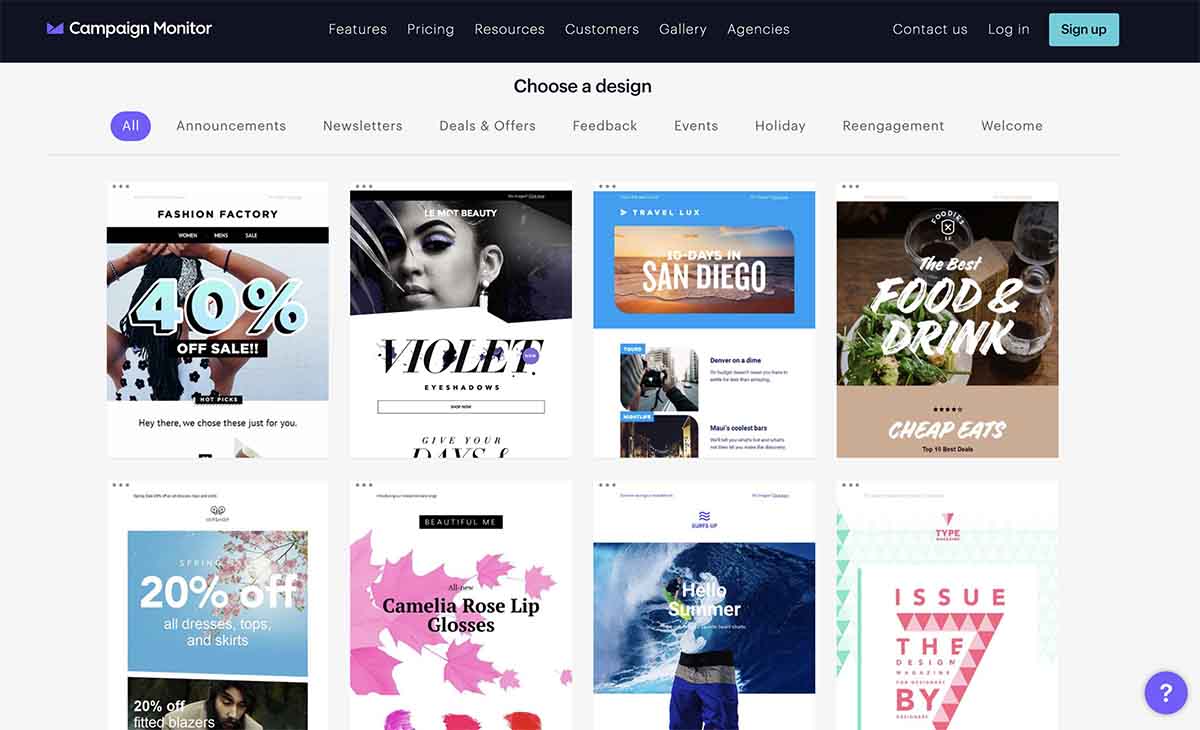 Campaign Monitor
Features
Pricing
Resources
Customers
Gallery
Agencies
Contact us
Log in
Sign up
Choose a design
All
Announcements
Newsletters
Deals & Offers
Feedback
Events
Holiday
Reengagement
Welcome
FASHION FACTORY
WOMEN MENS SALE
40%
OFF SALE!!
HOT PICKS
Hey there, we chose these just for you.
LE MOT BEAUTY
VIOLET
NOW
EYESHADOWS
SHOP NOW
GIVE YOUR
DAYS &
TRAVEL LUX
10-DAYS IN
SAN DIEGO
TOURS
Denver on a dime
NIGHTLIFE
Maui's coolest bars
FOODIES
The Best
FOOD &
DRINK
CHEAP EATS
Top 10 Best Deals
SPRING
20% off
all dresses, tops,
and skirts
20% off
fitted blazers
BEAUTIFUL ME
All-new
Camelia Rose Lip
Glosses
SURFS UP
Hello
Summer
TYPE
MAGAZINE
ISSUE
THE
DESIGN
MAGAZINE
FOR DESIGNERS
BY
DESIGNERS
7
?